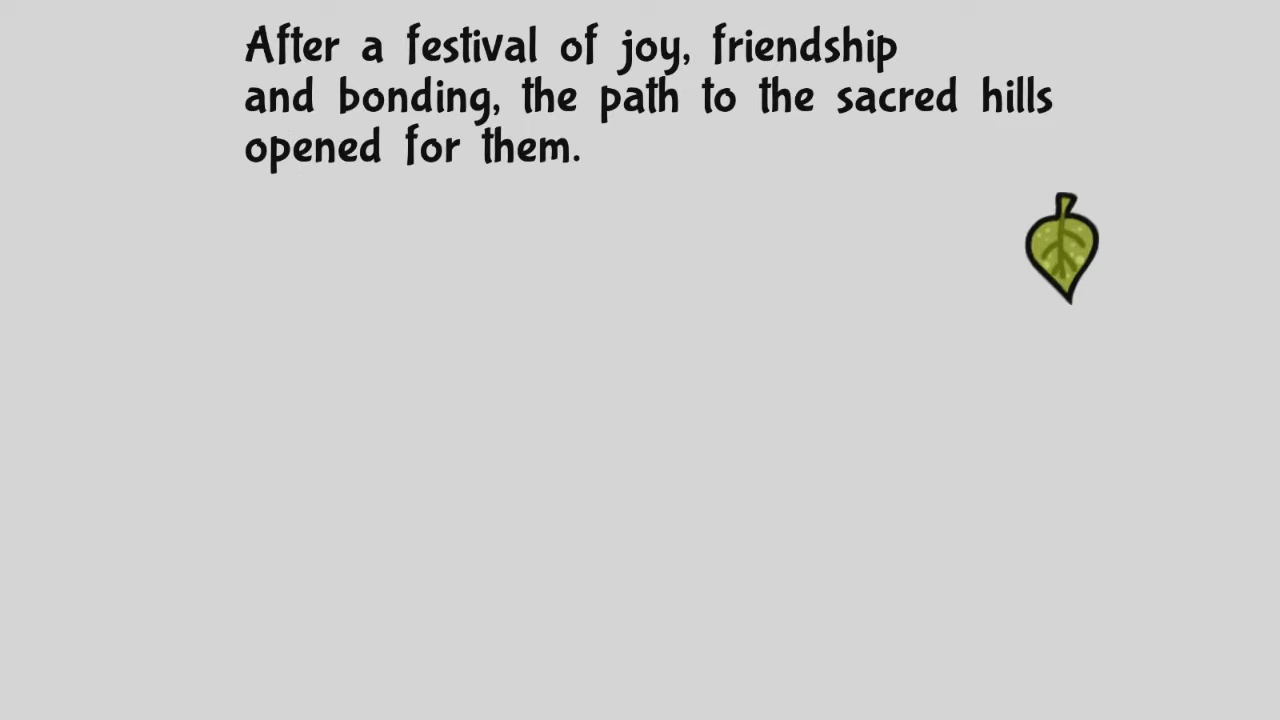 After a festival of joy, friendship
and bonding, the path to the sacred hills
opened for them.